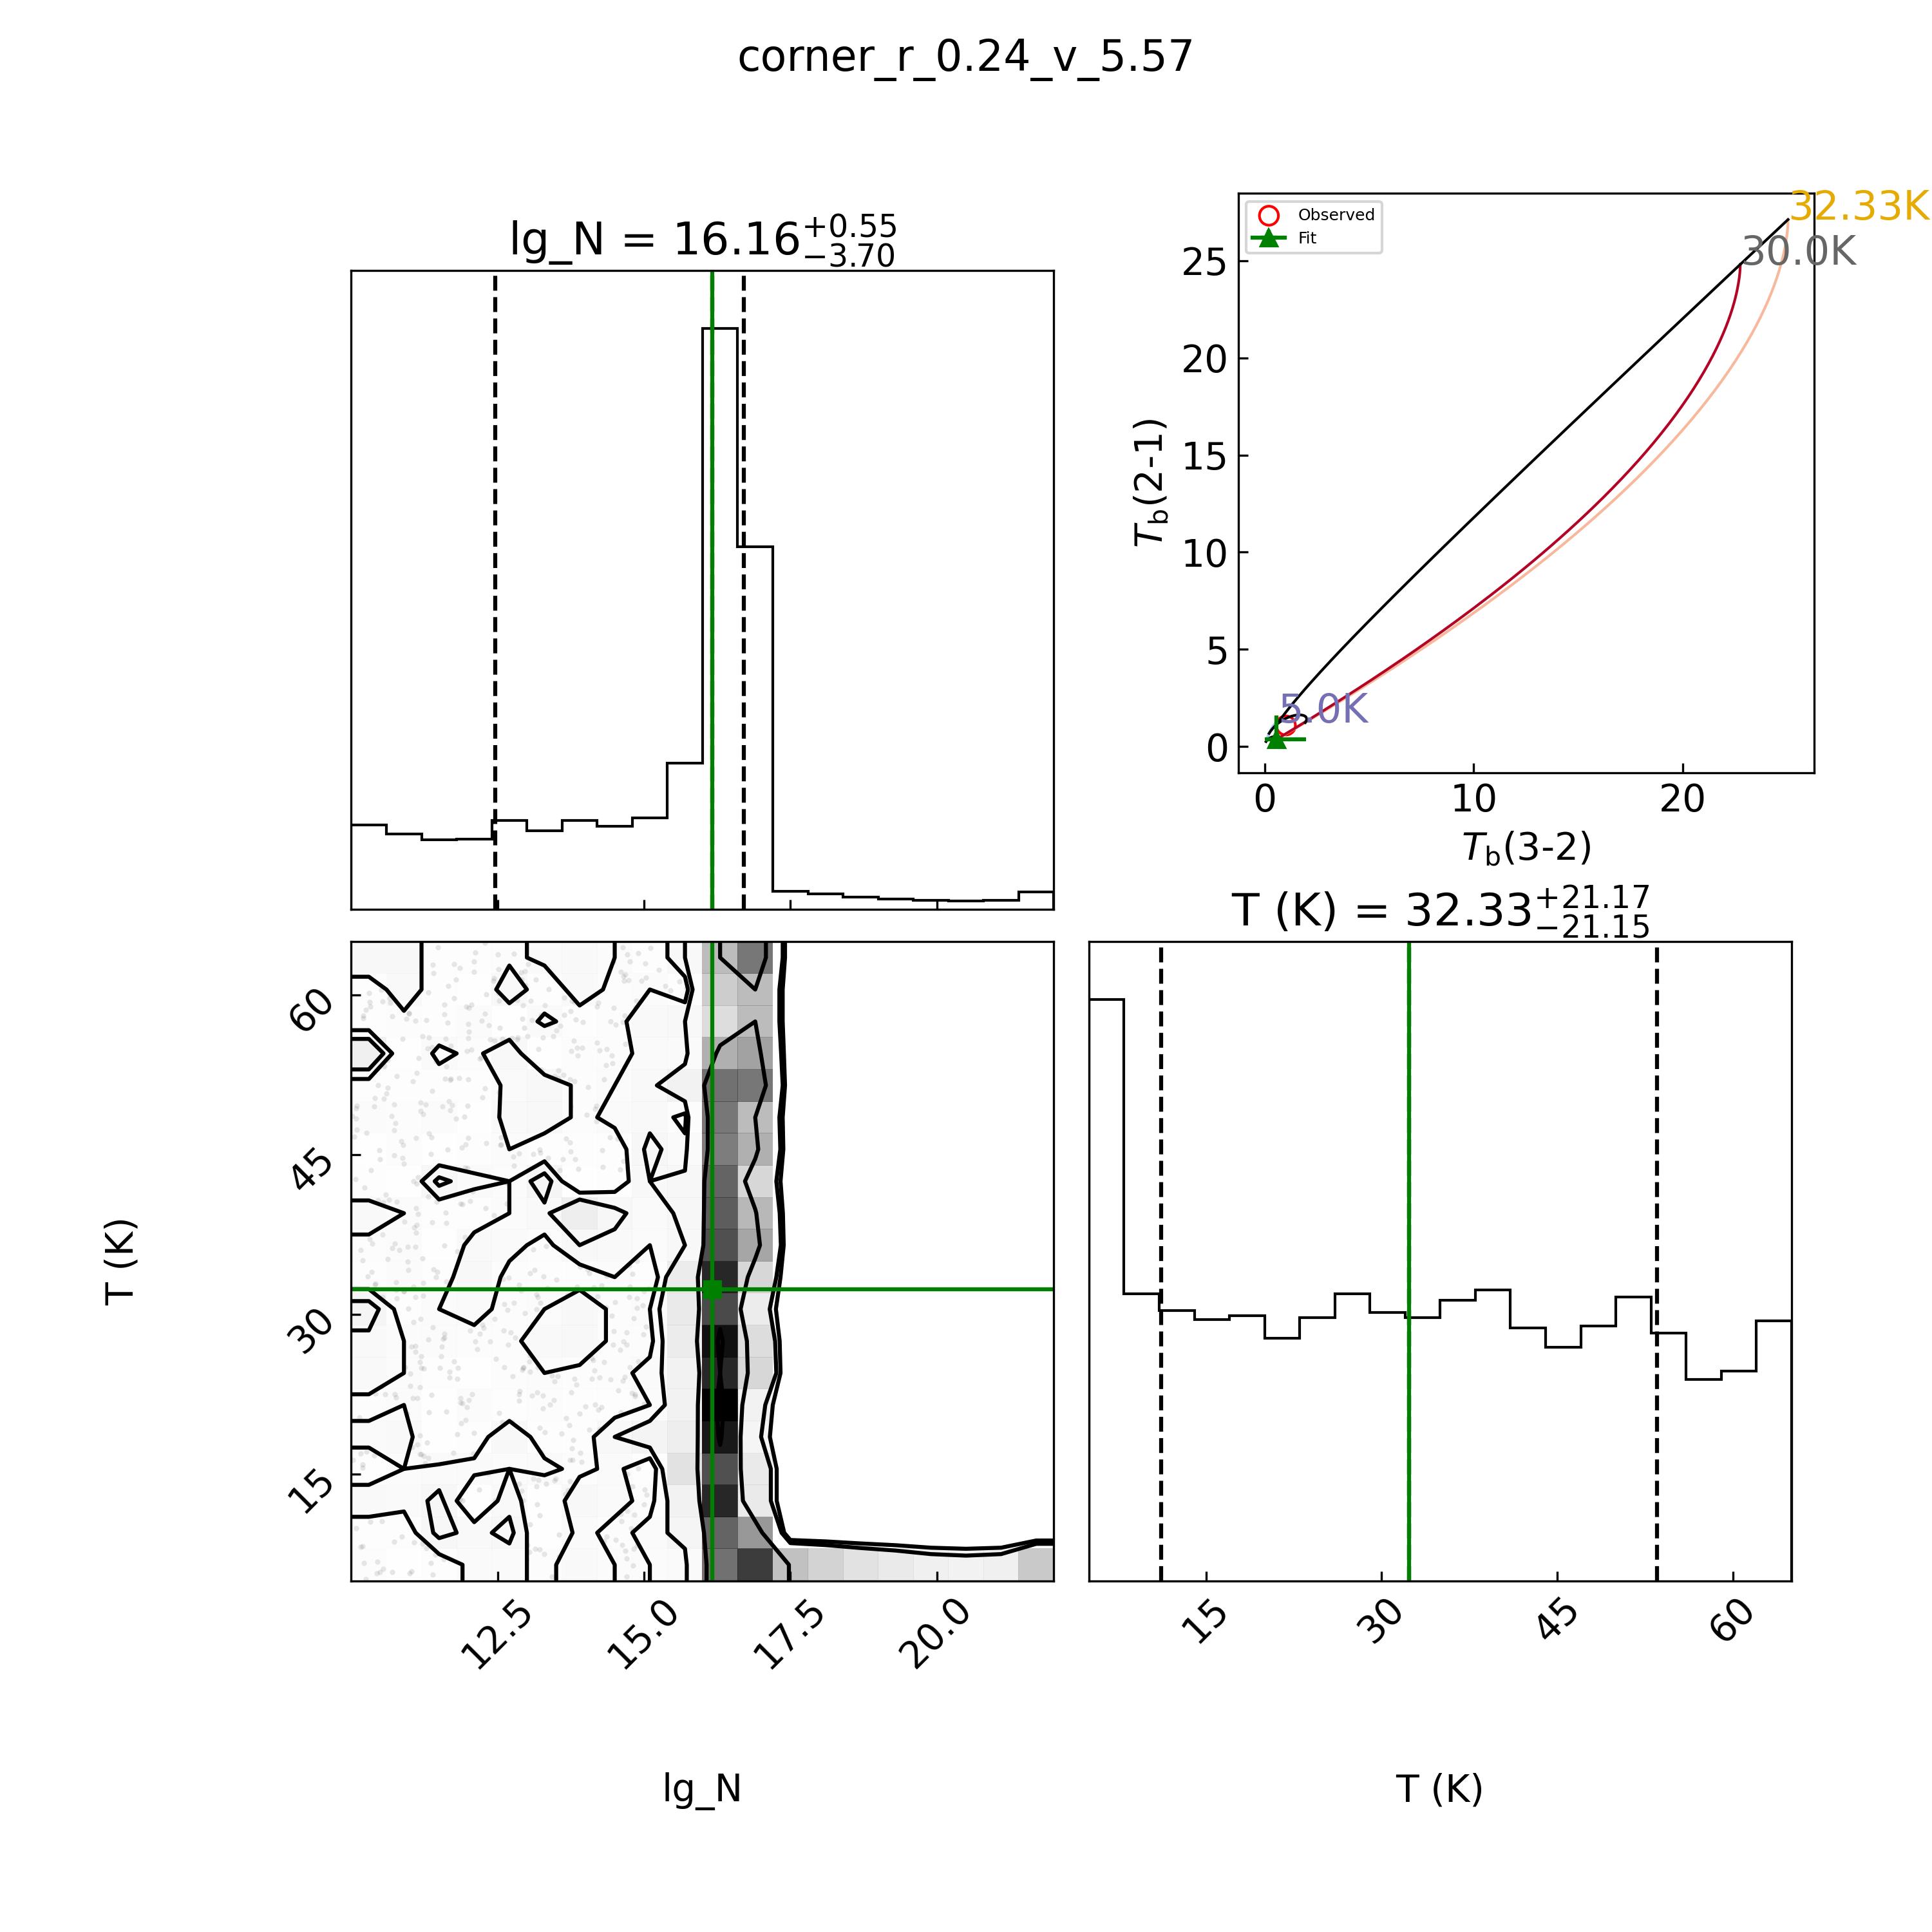 corner_r_0.24_v_5.57
lg_N = 16.16 +0.55 −3.70
32.33K
30.0K
5.0K
Observed
Fit
25
20
15
10
5
0
T_b(2-1)
0 10 20
T_b(3-2)
T (K) = 32.33 +21.17 −21.15
60
45
30
15
T (K)
12.5 15.0 17.5 20.0
lg_N
15 30 45 60
T (K)